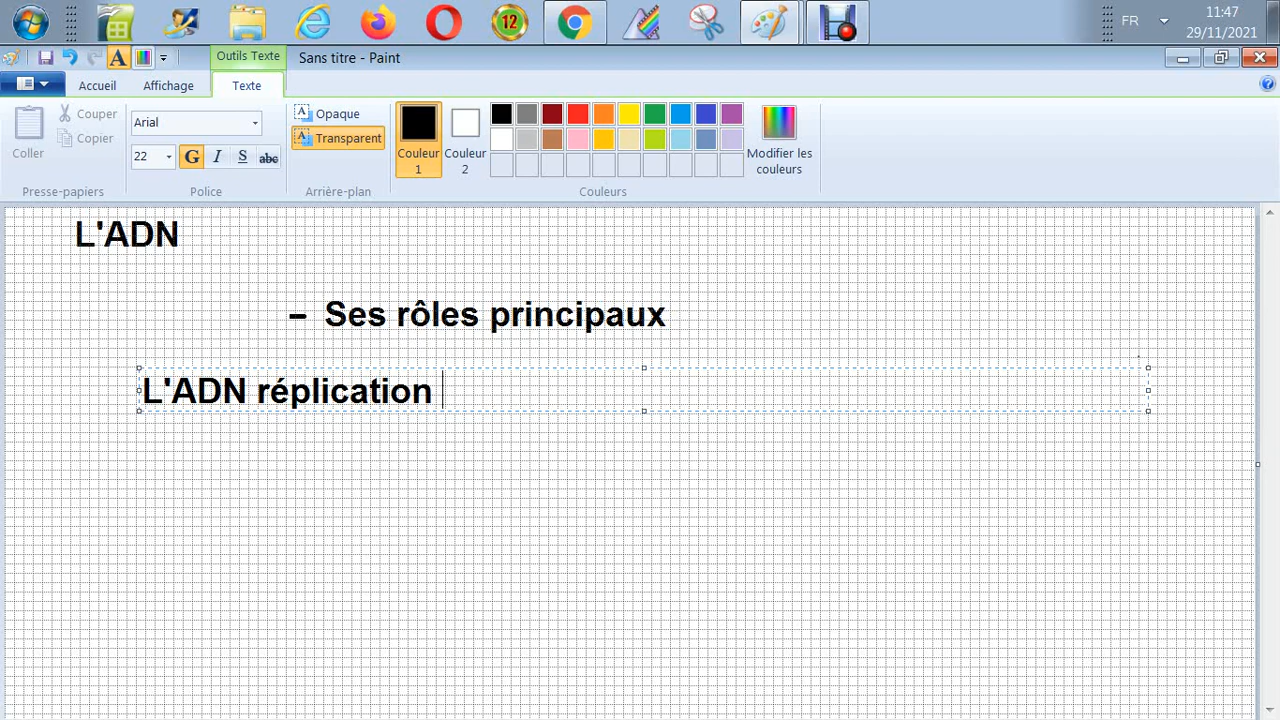 12
FR
11:47
29/11/2021
Outils Texte
Sans titre - Paint
Accueil
Affichage
Texte
Coller
Couper
Copier
Presse-papiers
Arial
22
G I S abc
Police
Opaque
Transparent
Arrière-plan
Couleur 1
Couleur 2
Modifier les couleurs
Couleurs
L'ADN
– Ses rôles principaux
L'ADN réplication